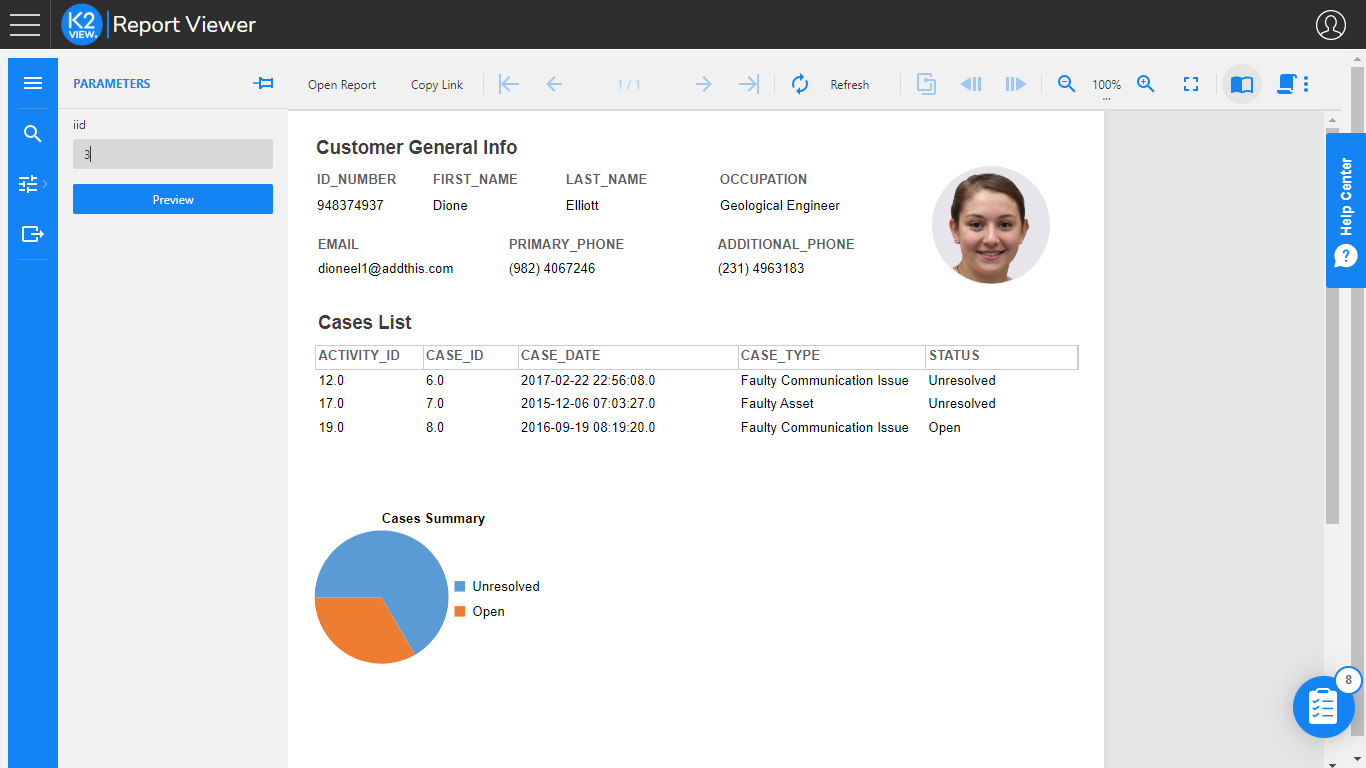 K2 VIEW. Report Viewer
PARAMETERS
Open Report Copy Link 1 / 1 Refresh 100% ...
iid
3
Preview
Help Center
?
Customer General Info
ID_NUMBER FIRST_NAME LAST_NAME OCCUPATION
948374937 Dione Elliott Geological Engineer
EMAIL PRIMARY_PHONE ADDITIONAL_PHONE
dioneel1@addthis.com (982) 4067246 (231) 4963183
Cases List
ACTIVITY_ID CASE_ID CASE_DATE CASE_TYPE STATUS
12.0 6.0 2017-02-22 22:56:08.0 Faulty Communication Issue Unresolved
17.0 7.0 2015-12-06 07:03:27.0 Faulty Asset Unresolved
19.0 8.0 2016-09-19 08:19:20.0 Faulty Communication Issue Open
Cases Summary
Unresolved
Open
8